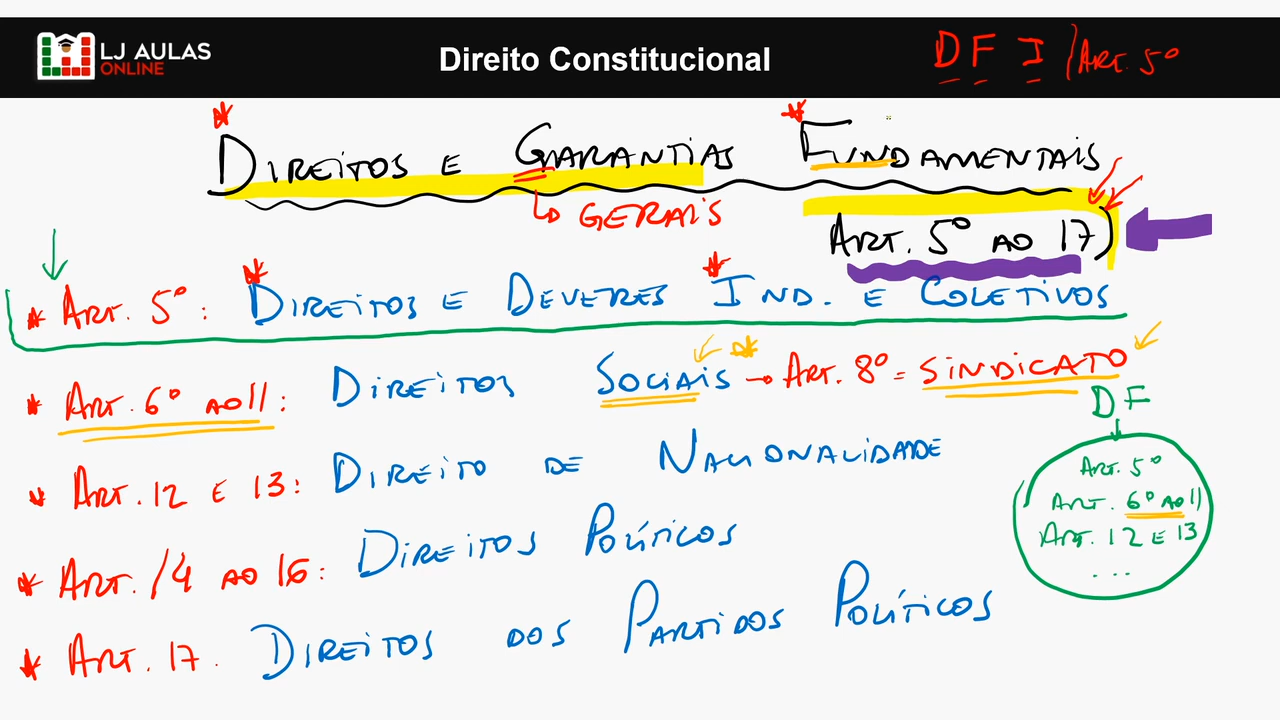 LJ AULAS
ONLINE
Direito Constitucional
D F I / ART. 5º
DIREITOS E GARANTIAS FUNDAMENTAIS
GERAIS
ART. 5º AO 17)
* ART. 5º: DIREITOS E DEVERES IND. E COLETIVOS
* ART. 6º AO 11: DIREITOS SOCIAIS → ART. 8º = SINDICATO
DF
ART. 5º
ART. 6º AO 11
ART. 12 E 13
...
* ART. 12 E 13: DIREITO DE NACIONALIDADE
* ART. 14 AO 16: DIREITOS POLÍTICOS
* ART. 17. DIREITOS DOS PARTIDOS POLÍTICOS